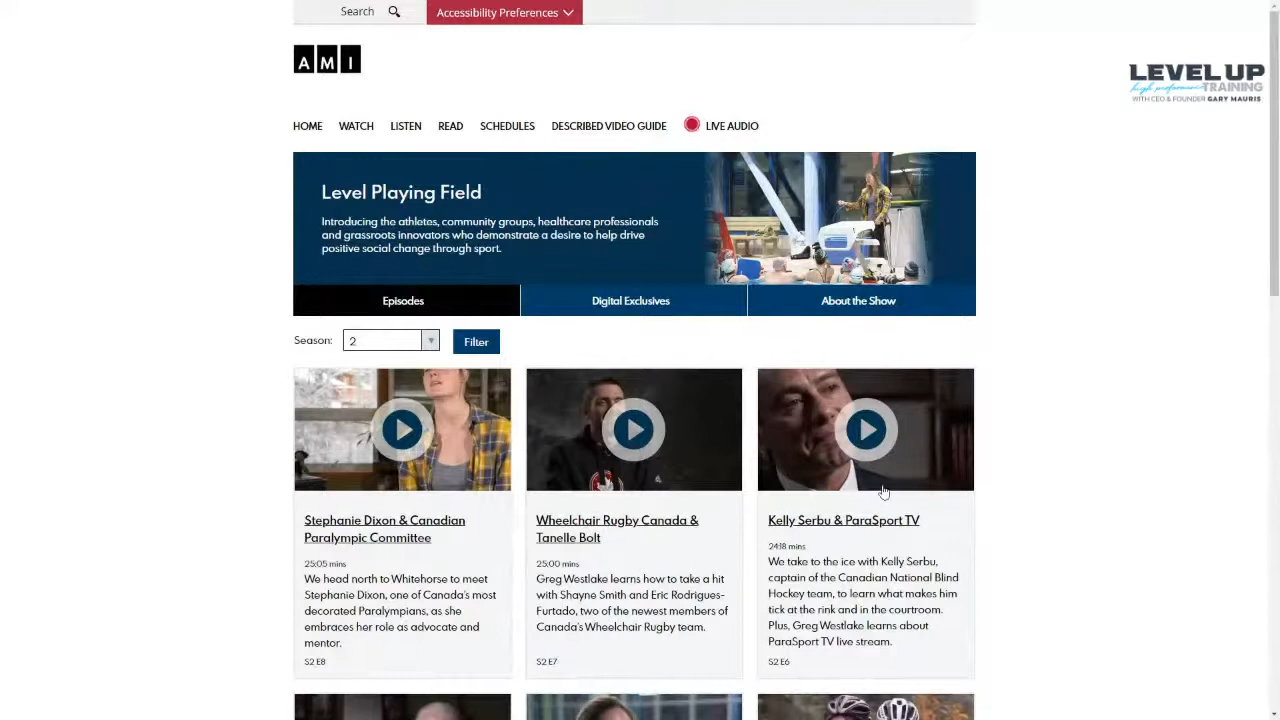 Search
Accessibility Preferences
AMI
LEVEL UP
high performance TRAINING
WITH CEO & FOUNDER GARY MAURIS
HOME WATCH LISTEN READ SCHEDULES DESCRIBED VIDEO GUIDE LIVE AUDIO
Level Playing Field
Introducing the athletes, community groups, healthcare professionals
and grassroots innovators who demonstrate a desire to help drive
positive social change through sport.
Episodes Digital Exclusives About the Show
Season: 2 Filter
Stephanie Dixon & Canadian
Paralympic Committee
25:05 mins
We head north to Whitehorse to meet
Stephanie Dixon, one of Canada's most
decorated Paralympians, as she
embraces her role as advocate and
mentor.
S2 E8
Wheelchair Rugby Canada &
Tanelle Bolt
25:00 mins
Greg Westlake learns how to take a hit
with Shayne Smith and Eric Rodrigues-
Furtado, two of the newest members of
Canada's Wheelchair Rugby team.
S2 E7
Kelly Serbu & ParaSport TV
24:18 mins
We take to the ice with Kelly Serbu,
captain of the Canadian National Blind
Hockey team, to learn what makes him
tick at the rink and in the courtroom.
Plus, Greg Westlake learns about
ParaSport TV live stream.
S2 E6